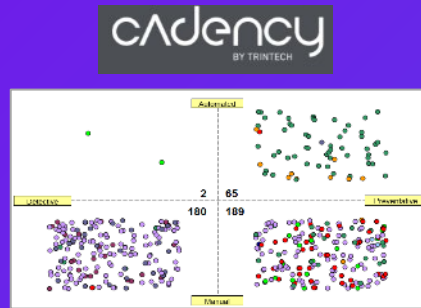 cadency
BY TRINTECH
Automated
2 65
Detective Preventative
180 189
Manual